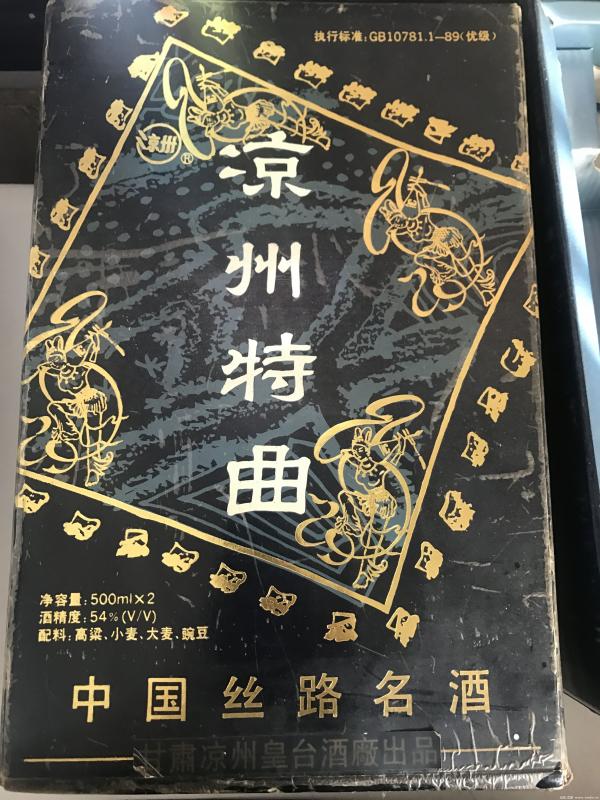 执行标准:GB10781.1—89(优级)
凉州®
凉州特曲
净容量:500ml×2
酒精度:54%(V/V)
配料:高粱、小麦、大麦、豌豆
中国丝路名酒
甘肃凉州皇台酒廠出品